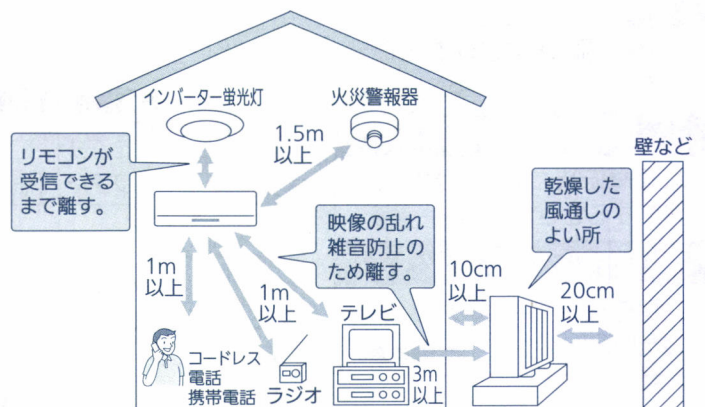 インバーター蛍光灯
火災警報器
1.5m
以上
リモコンが
受信できる
まで離す。
壁など
乾燥した
風通しの
よい所
映像の乱れ
雑音防止の
ため離す。
1m
以上
1m
以上
10cm
以上
20cm
以上
テレビ
コードレス
電話
携帯電話
ラジオ
3m
以上